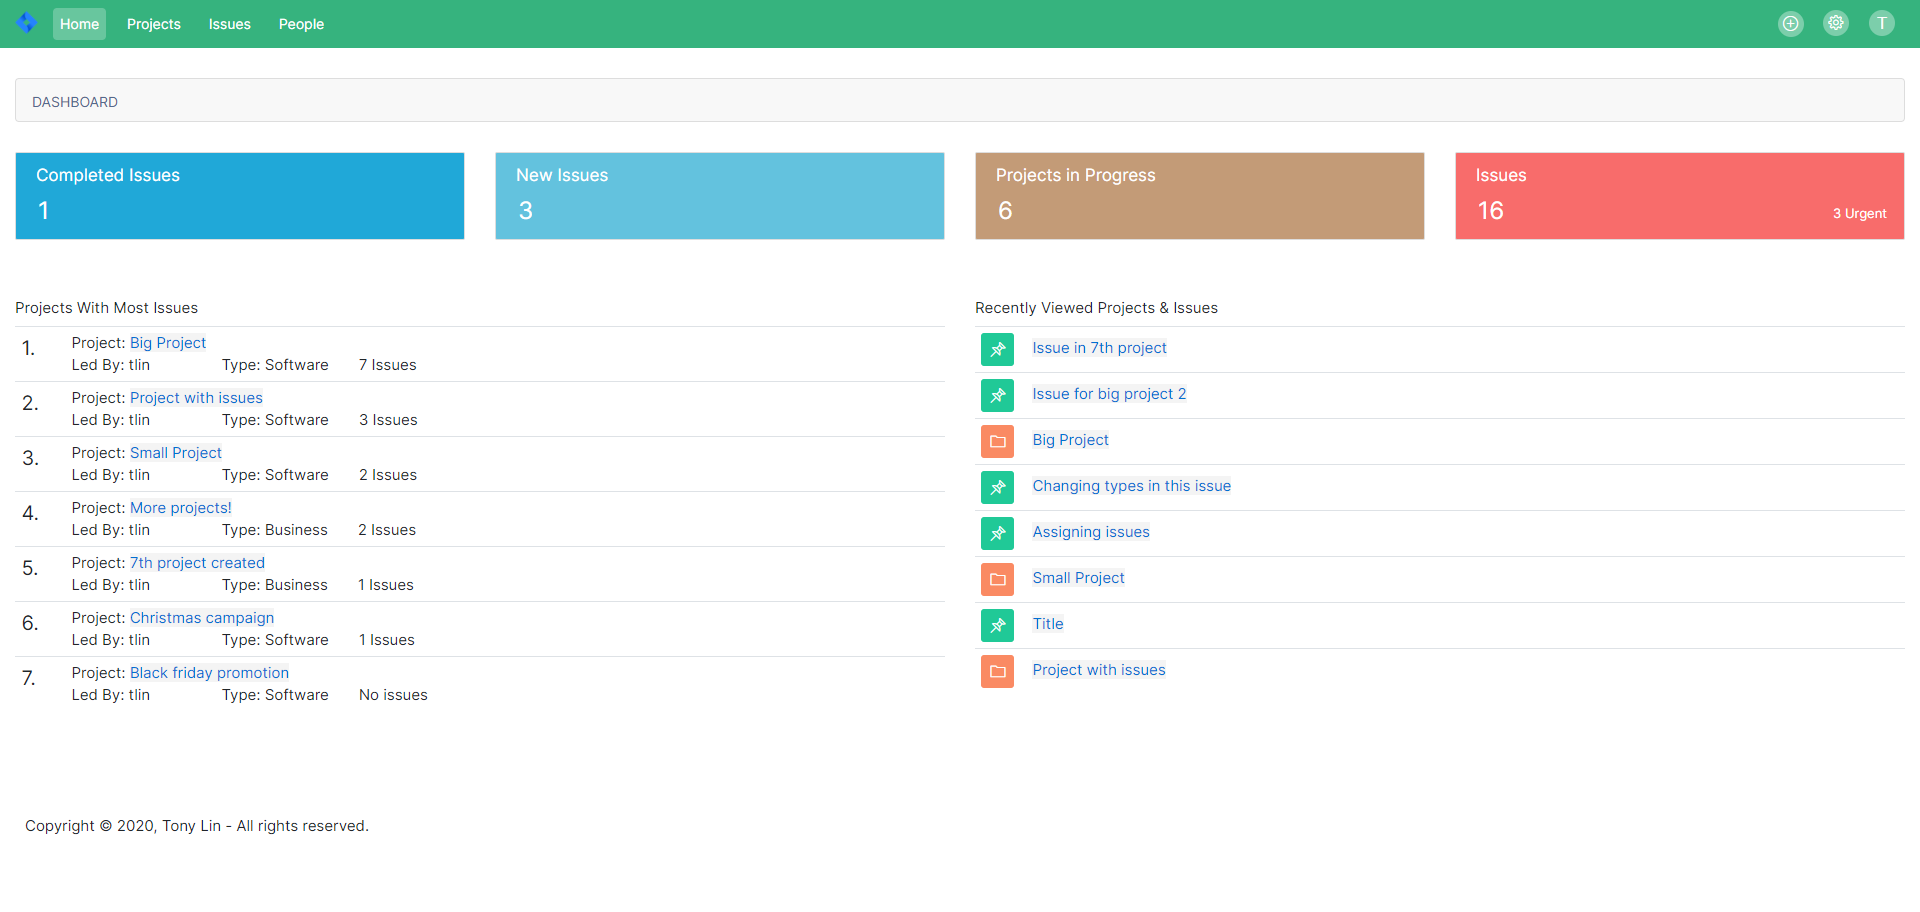 Home Projects Issues People T
DASHBOARD
Completed Issues
1
New Issues
3
Projects in Progress
6
Issues
16
3 Urgent
Projects With Most Issues
1. Project: Big Project
Led By: tlin Type: Software 7 Issues
2. Project: Project with issues
Led By: tlin Type: Software 3 Issues
3. Project: Small Project
Led By: tlin Type: Software 2 Issues
4. Project: More projects!
Led By: tlin Type: Business 2 Issues
5. Project: 7th project created
Led By: tlin Type: Business 1 Issues
6. Project: Christmas campaign
Led By: tlin Type: Software 1 Issues
7. Project: Black friday promotion
Led By: tlin Type: Software No issues
Recently Viewed Projects & Issues
Issue in 7th project
Issue for big project 2
Big Project
Changing types in this issue
Assigning issues
Small Project
Title
Project with issues
Copyright © 2020, Tony Lin - All rights reserved.